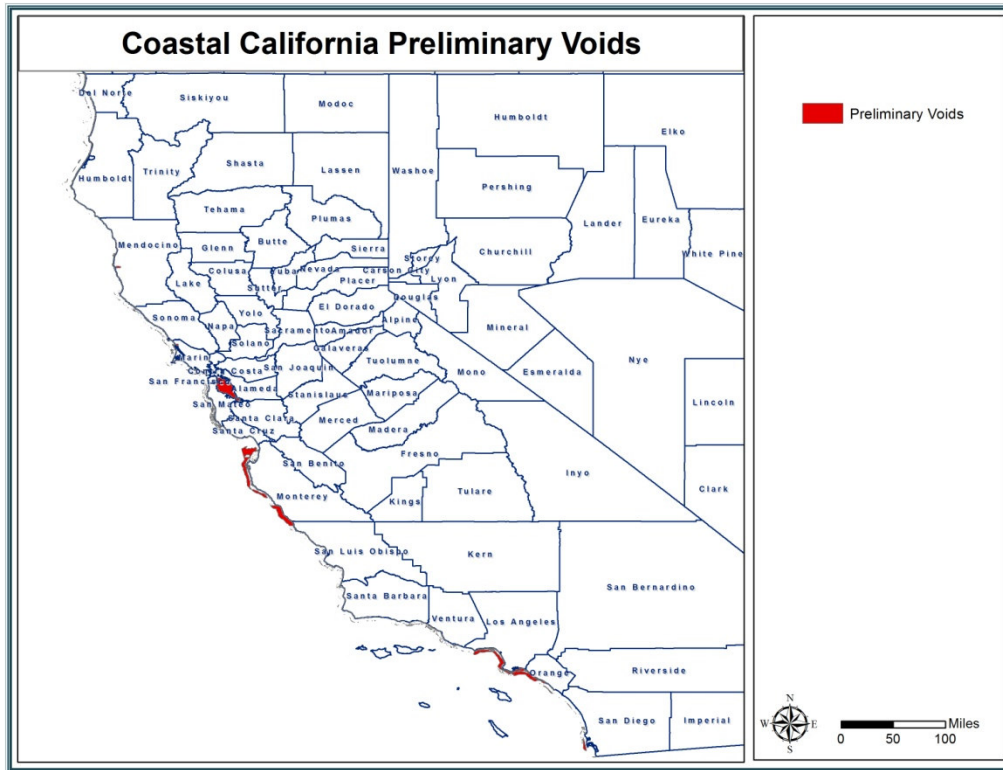 Coastal California Preliminary Voids
Preliminary Voids
Del Norte
Siskiyou
Modoc
Humboldt
Elko
Humboldt
Trinity
Shasta
Lassen
Washoe
Pershing
Lander
Eureka
White Pine
Tehama
Plumas
Mendocino
Glenn
Butte
Sierra
Churchill
Storey
Colusa
Yuba
Nevada
Carson City
Lyon
Lake
Sutter
Placer
Douglas
Sonoma
Yolo
El Dorado
Alpine
Napa
Sacramento
Amador
Mineral
Solano
Calaveras
Nye
Marin
Contra Costa
San Joaquin
Tuolumne
Mono
Esmeralda
San Francisco
Alameda
Stanislaus
Mariposa
Lincoln
San Mateo
Santa Clara
Merced
Santa Cruz
Madera
San Benito
Fresno
Inyo
Clark
Monterey
Kings
Tulare
San Luis Obispo
Kern
San Bernardino
Santa Barbara
Ventura
Los Angeles
Orange
Riverside
San Diego
Imperial
N
W E
S
Miles
0 50 100